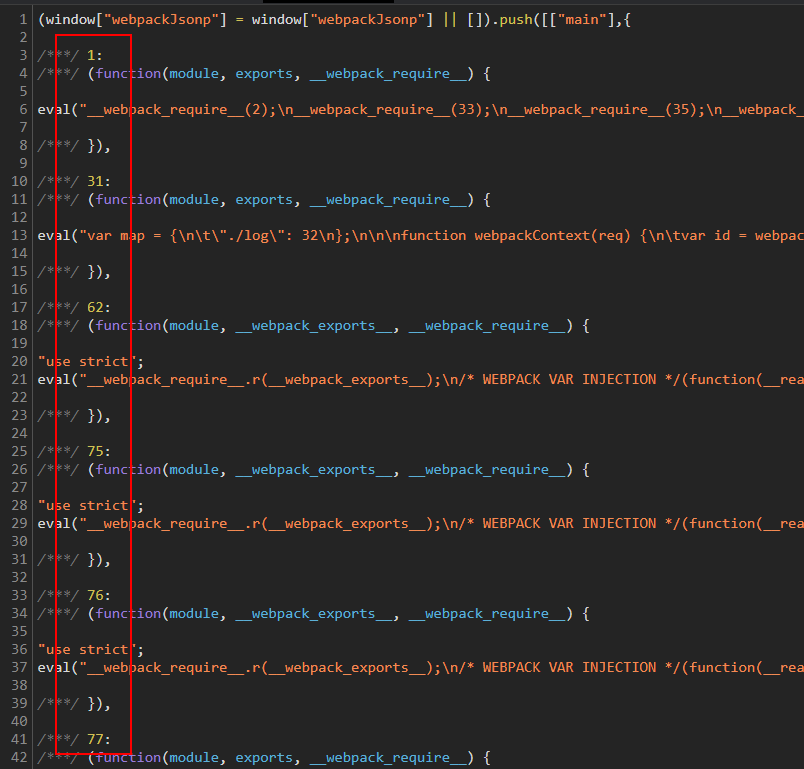 1 (window["webpackJsonp"] = window["webpackJsonp"] || []).push([["main"],{
2
3 /***/ 1:
4 /***/ (function(module, exports, __webpack_require__) {
5
6 eval("__webpack_require__(2);\n__webpack_require__(33);\n__webpack_require__(35);\n__webpack_
7
8 /***/ }),
9
10 /***/ 31:
11 /***/ (function(module, exports, __webpack_require__) {
12
13 eval("var map = {\n\t\"./log\": 32\n};\n\n\nfunction webpackContext(req) {\n\tvar id = webpac
14
15 /***/ }),
16
17 /***/ 62:
18 /***/ (function(module, __webpack_exports__, __webpack_require__) {
19
20 "use strict";
21 eval("__webpack_require__.r(__webpack_exports__);\n/* WEBPACK VAR INJECTION */(function(__rea
22
23 /***/ }),
24
25 /***/ 75:
26 /***/ (function(module, __webpack_exports__, __webpack_require__) {
27
28 "use strict";
29 eval("__webpack_require__.r(__webpack_exports__);\n/* WEBPACK VAR INJECTION */(function(__rea
30
31 /***/ }),
32
33 /***/ 76:
34 /***/ (function(module, __webpack_exports__, __webpack_require__) {
35
36 "use strict";
37 eval("__webpack_require__.r(__webpack_exports__);\n/* WEBPACK VAR INJECTION */(function(__rea
38
39 /***/ }),
40
41 /***/ 77:
42 /***/ (function(module, exports, __webpack_require__) {